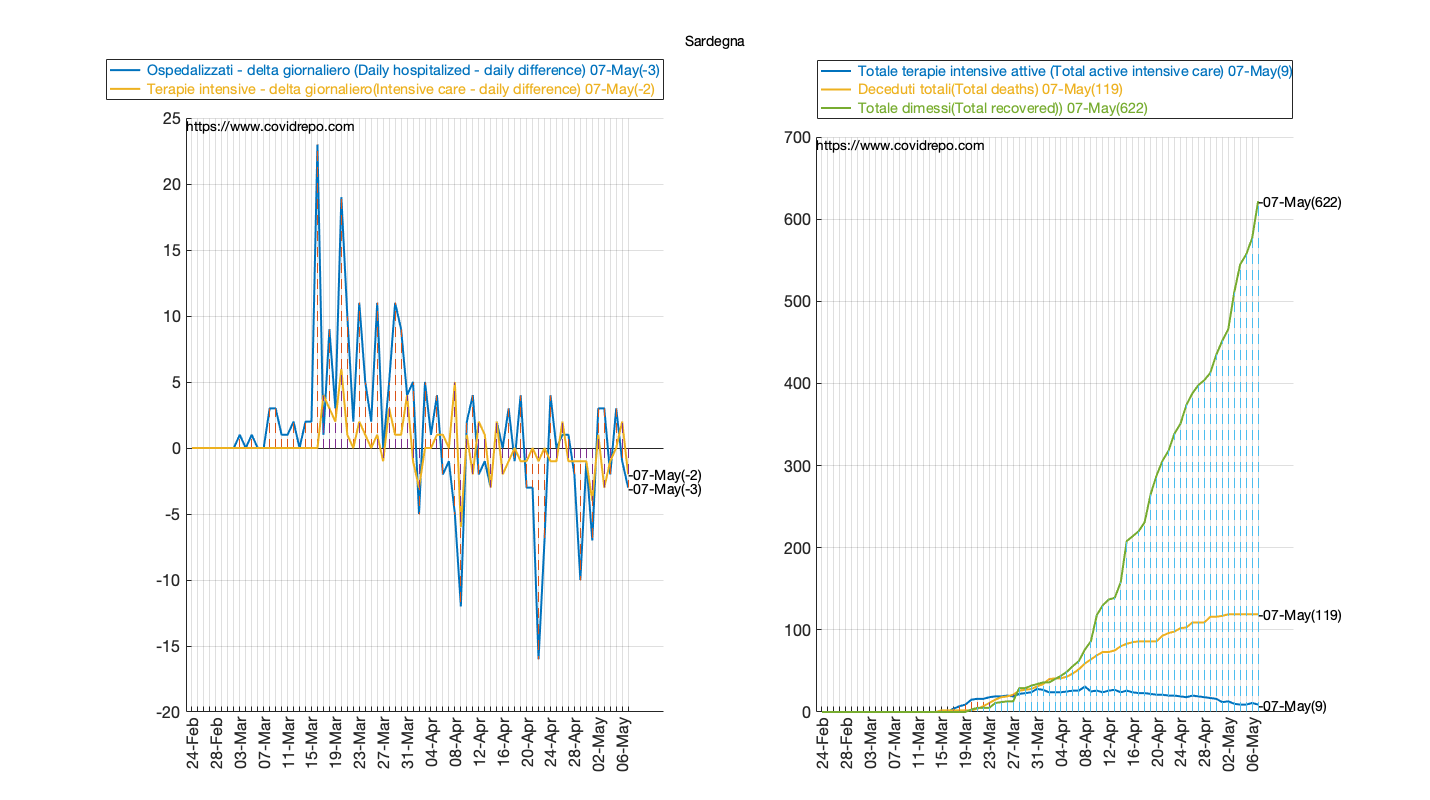 Sardegna
Ospedalizzati - delta giornaliero (Daily hospitalized - daily difference) 07-May(-3)
Terapie intensive - delta giornaliero(Intensive care - daily difference) 07-May(-2)
https://www.covidrepo.com
25
20
15
10
5
0
-5
-10
-15
-20
-07-May(-2)
-07-May(-3)
24-Feb
28-Feb
03-Mar
07-Mar
11-Mar
15-Mar
19-Mar
23-Mar
27-Mar
31-Mar
04-Apr
08-Apr
12-Apr
16-Apr
20-Apr
24-Apr
28-Apr
02-May
06-May
Totale terapie intensive attive (Total active intensive care) 07-May(9)
Deceduti totali(Total deaths) 07-May(119)
Totale dimessi(Total recovered)) 07-May(622)
https://www.covidrepo.com
700
600
500
400
300
200
100
0
-07-May(622)
-07-May(119)
-07-May(9)
24-Feb
28-Feb
03-Mar
07-Mar
11-Mar
15-Mar
19-Mar
23-Mar
27-Mar
31-Mar
04-Apr
08-Apr
12-Apr
16-Apr
20-Apr
24-Apr
28-Apr
02-May
06-May